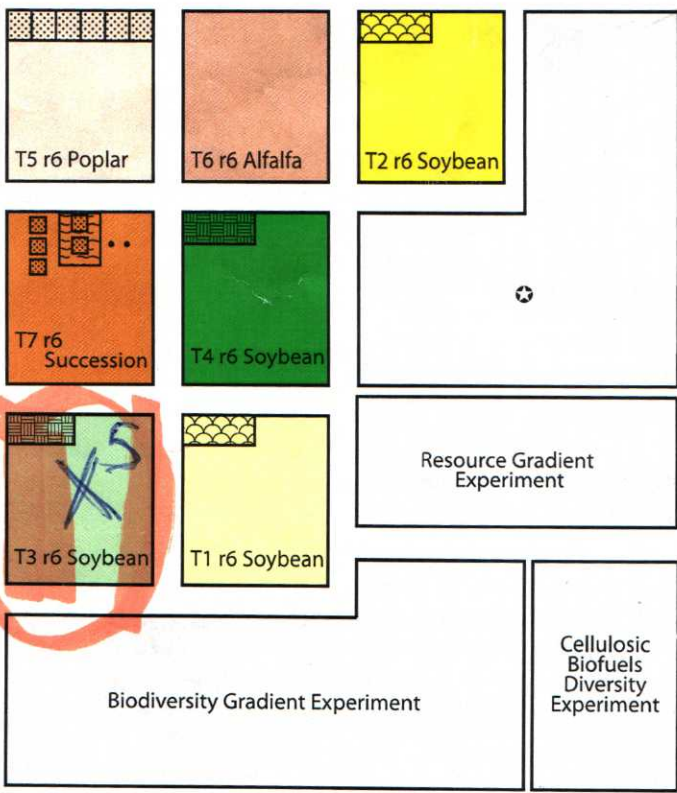 T5 r6 Poplar
T6 r6 Alfalfa
T2 r6 Soybean
T7 r6
Succession
T4 r6 Soybean
X5
T3 r6 Soybean
T1 r6 Soybean
Resource Gradient
Experiment
Biodiversity Gradient Experiment
Cellulosic
Biofuels
Diversity
Experiment